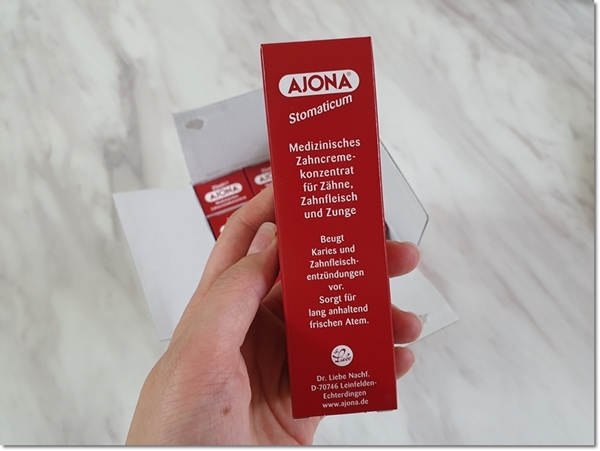 AJONA®
Stomaticum
Medizinisches
Zahncreme-
konzentrat
für Zähne,
Zahnfleisch
und Zunge
Beugt
Karies und
Zahnfleisch-
entzündungen
vor.
Sorgt für
lang anhaltend
frischen Atem.
Dr. Liebe Nachf.
D-70746 Leinfelden-
Echterdingen
www.ajona.de
AJONA